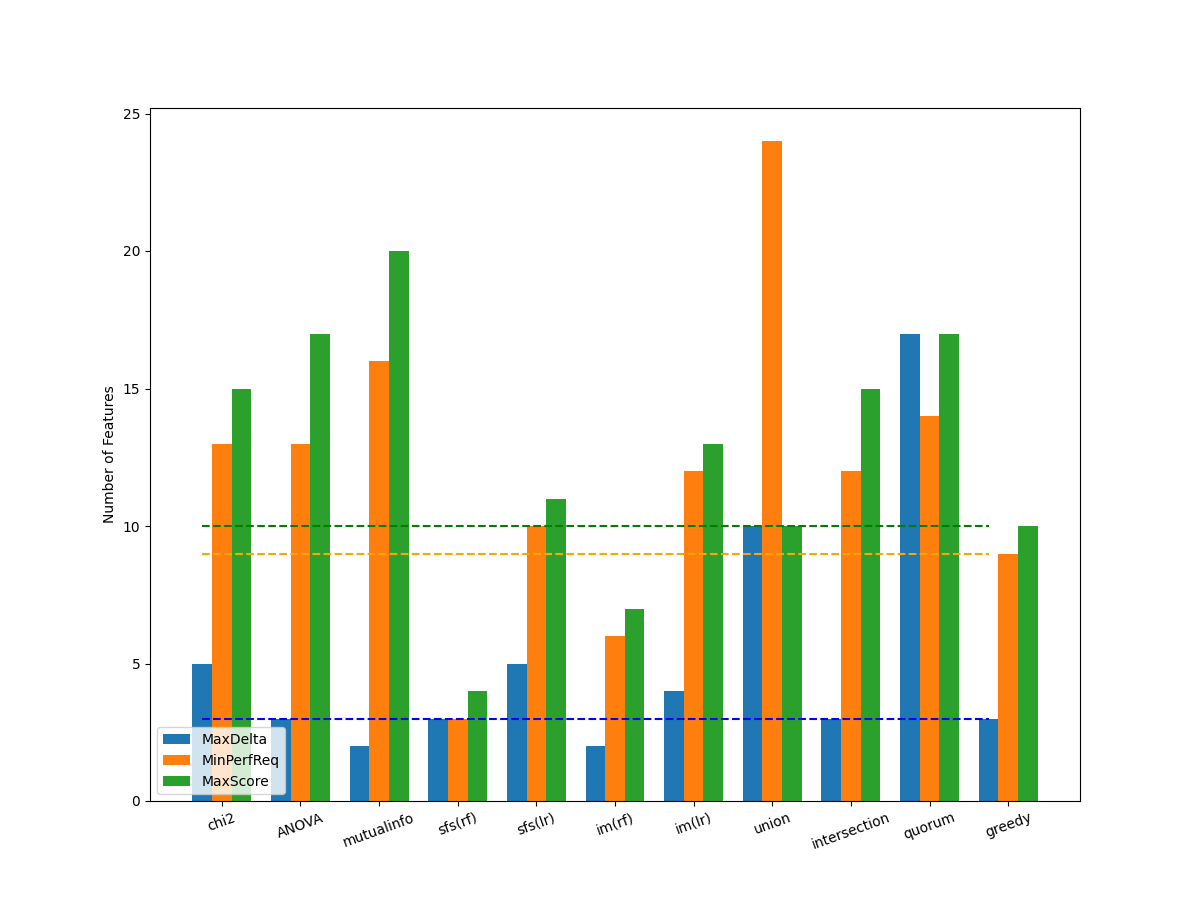 Number of Features
25
20
15
10
5
0
MaxDelta
MinPerfReq
MaxScore
chi2
ANOVA
mutualinfo
sfs(rf)
sfs(lr)
im(rf)
im(lr)
union
intersection
quorum
greedy